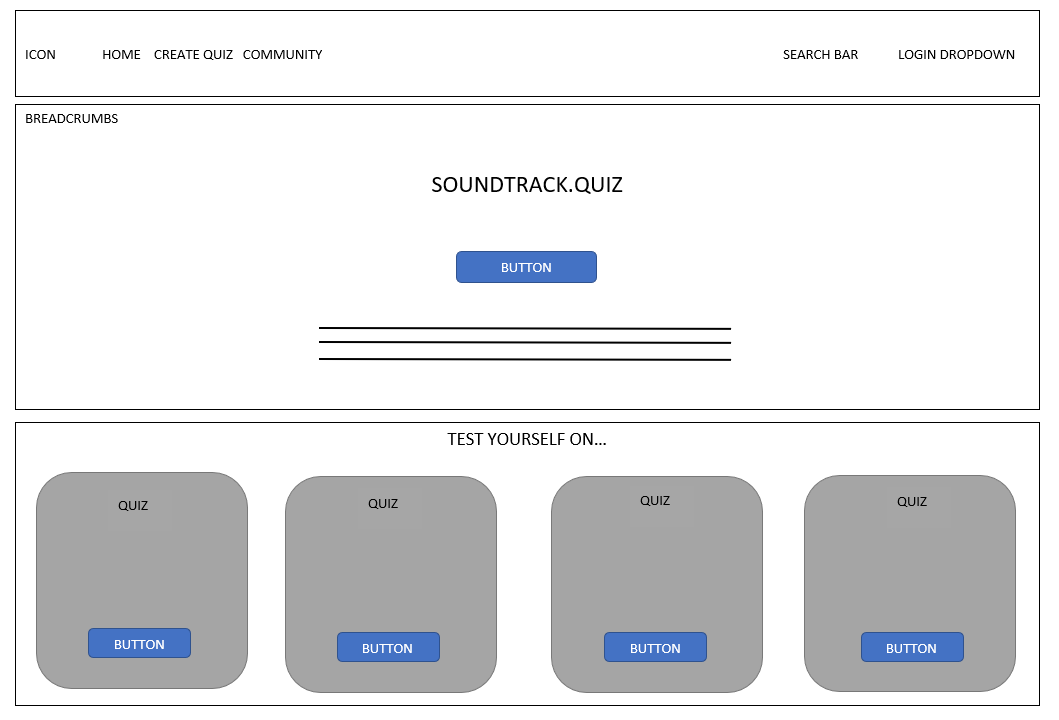 ICON HOME CREATE QUIZ COMMUNITY SEARCH BAR LOGIN DROPDOWN
BREADCRUMBS
SOUNDTRACK.QUIZ
BUTTON
TEST YOURSELF ON...
QUIZ QUIZ QUIZ QUIZ
BUTTON BUTTON BUTTON BUTTON